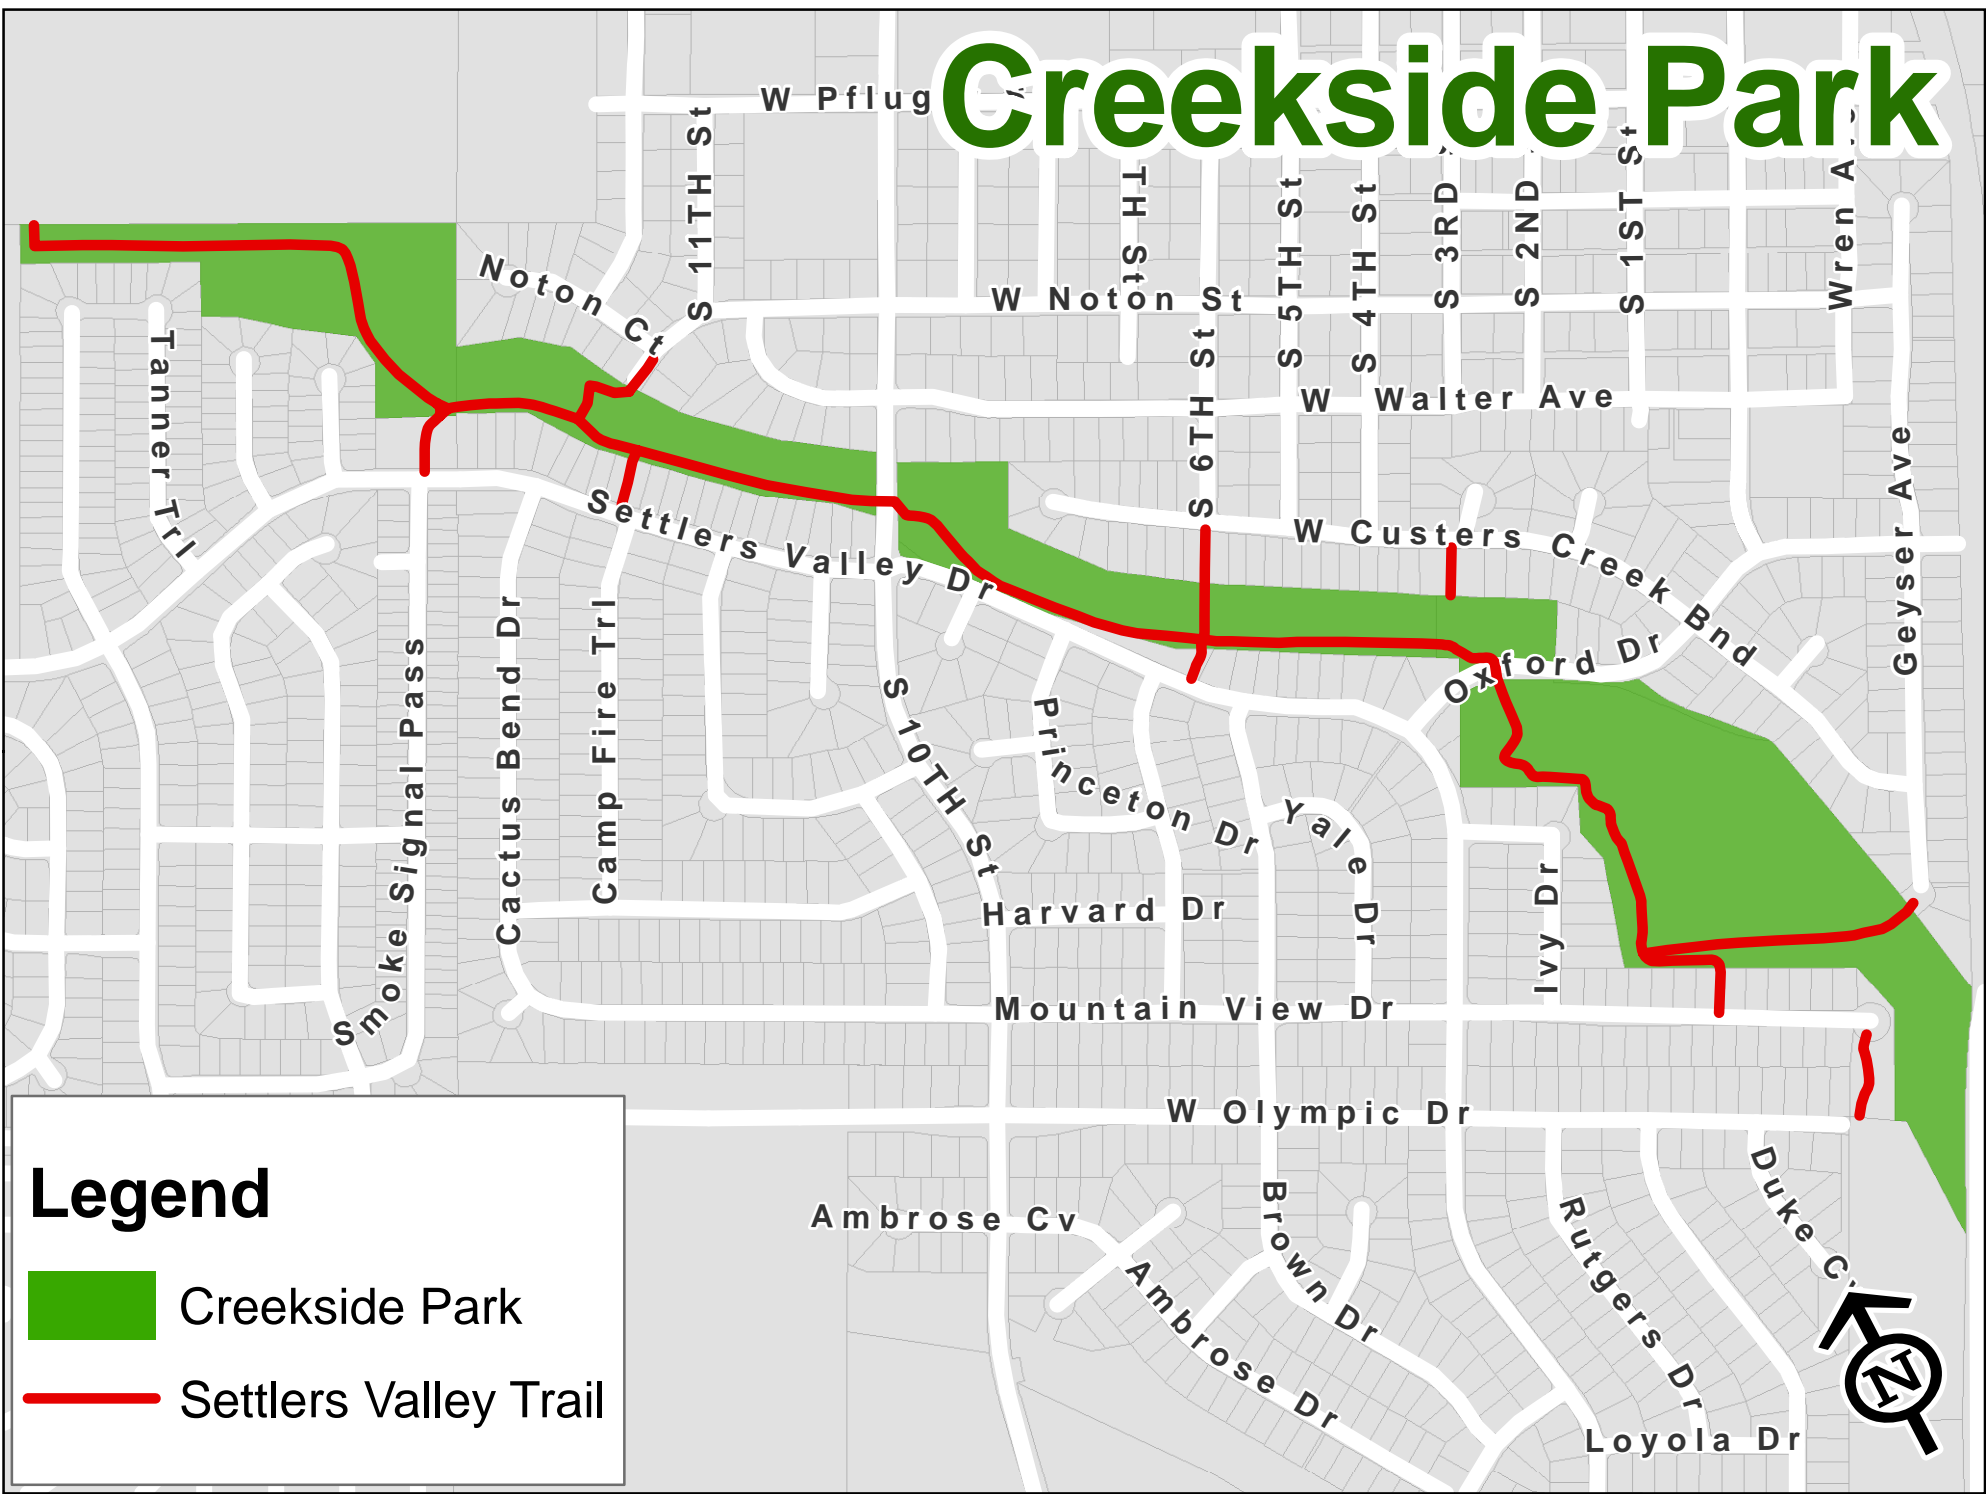 Creekside Park
W Pflug
S 11TH St
TH St
S 5TH St
S 4TH St
S 3RD
S 2ND
S 1ST St
Wren
Noton Ct
W Noton St
S 6TH St
W Walter Ave
Tanner Trl
Geyser Ave
Settlers Valley Dr
W Custers Creek Bnd
Oxford Dr
Smoke Signal Pass
Cactus Bend Dr
Camp Fire Trl
S 10TH St
Princeton Dr
Yale Dr
Ivy Dr
Harvard Dr
Mountain View Dr
W Olympic Dr
Ambrose Cv
Ambrose Dr
Brown Dr
Rutgers Dr
Duke
Loyola Dr
N
Legend
Creekside Park
Settlers Valley Trail